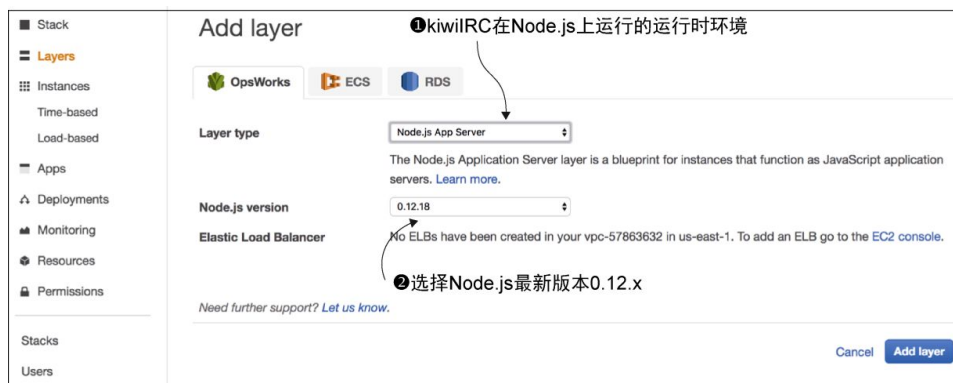 Stack
Layers
Instances
Time-based
Load-based
Apps
Deployments
Monitoring
Resources
Permissions
Stacks
Users
Add layer
❶kiwiIRC在Node.js上运行的运行时环境
OpsWorks
ECS
RDS
Layer type
Node.js App Server
The Node.js Application Server layer is a blueprint for instances that function as JavaScript application
servers. Learn more.
Node.js version
0.12.18
Elastic Load Balancer
No ELBs have been created in your vpc-57863632 in us-east-1. To add an ELB go to the EC2 console.
❷选择Node.js最新版本0.12.x
Need further support? Let us know.
Cancel
Add layer